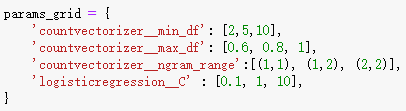 params_grid = {
    'countvectorizer__min_df': [2,5,10],
    'countvectorizer__max_df': [0.6, 0.8, 1],
    'countvectorizer__ngram_range':[(1,1), (1,2), (2,2)],
    'logisticregression__C' : [0.1, 1, 10],
}